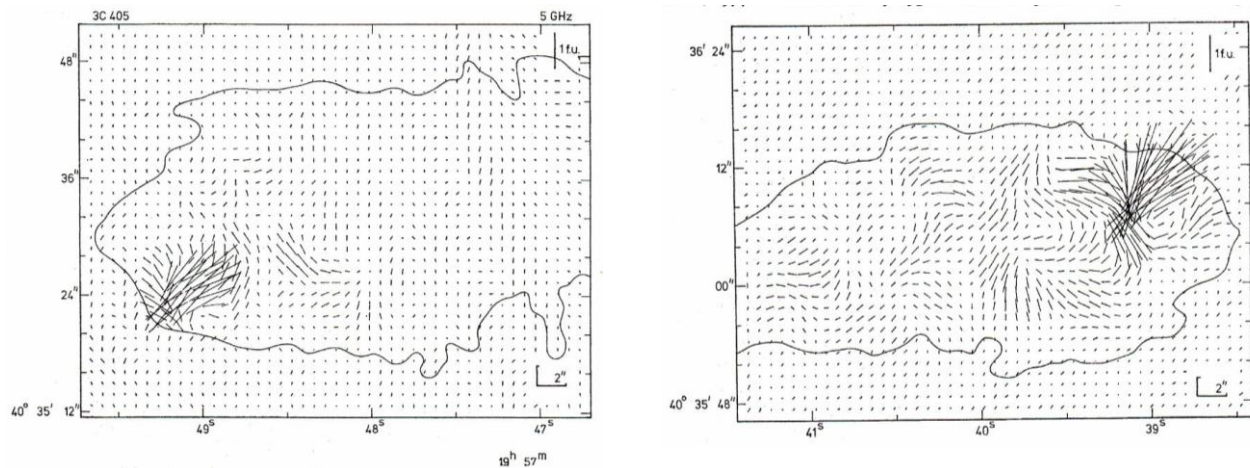 3C 405
5 GHz
48"
1 f.u.
36"
24"
2"
40° 35' 12"
49ˢ
48ˢ
47ˢ
19ʰ 57ᵐ
36' 24"
1 f.u.
12"
00"
2"
40° 35' 48"
41ˢ
40ˢ
39ˢ